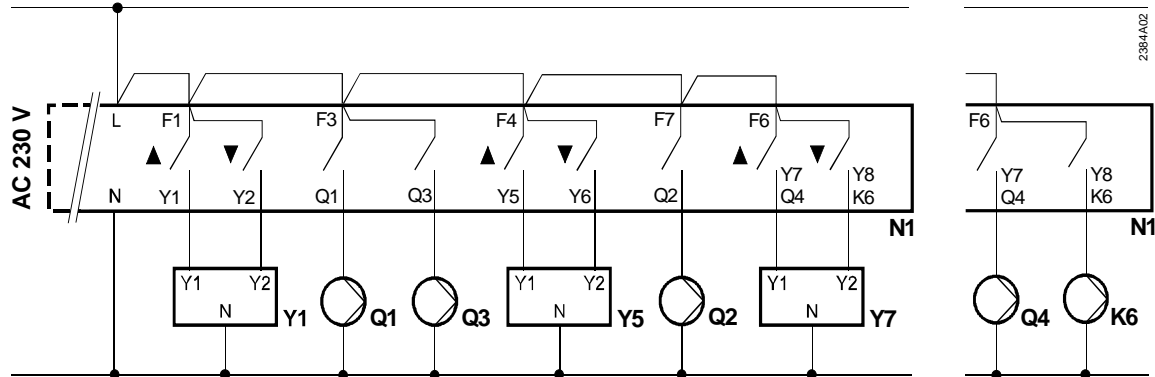 2384A02
AC 230 V
L F1 F3 F4 F7 F6 F6
▲ ▼ ▲ ▼ ▲ ▼
Y7 Y8 Y7 Y8
N Y1 Y2 Q1 Q3 Y5 Y6 Q2 Q4 K6 Q4 K6
N1 N1
Y1 Y2 Y1 Y2 Y1 Y2
N Y1 Q1 Q3 N Y5 Q2 N Y7 Q4 K6